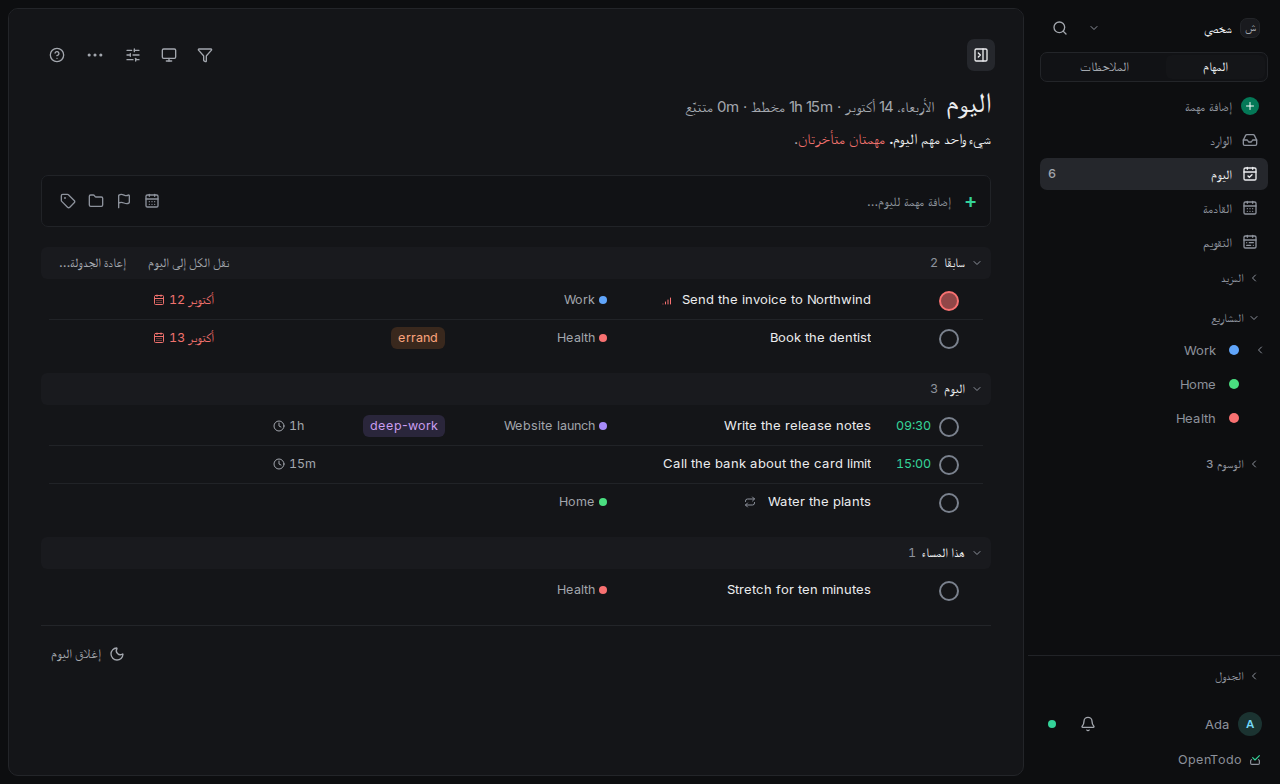 ش شخصي
المهام الملاحظات
إضافة مهمة
الوارد
اليوم 6
القادمة
التقويم
المزيد
المشاريع
Work
Home
Health
الوسوم 3
الجدول
A Ada
OpenTodo
اليوم الأربعاء، 14 أكتوبر · 1h 15m مخطط · 0m متتبَّع
شيء واحد مهم اليوم. مهمتان متأخرتان.
إضافة مهمة لليوم...
سابقًا 2 نقل الكل إلى اليوم إعادة الجدولة...
Send the invoice to Northwind Work 12 أكتوبر
Book the dentist Health errand 13 أكتوبر
اليوم 3
09:30 Write the release notes Website launch deep-work 1h
15:00 Call the bank about the card limit 15m
Water the plants Home
هذا المساء 1
Stretch for ten minutes Health
إغلاق اليوم